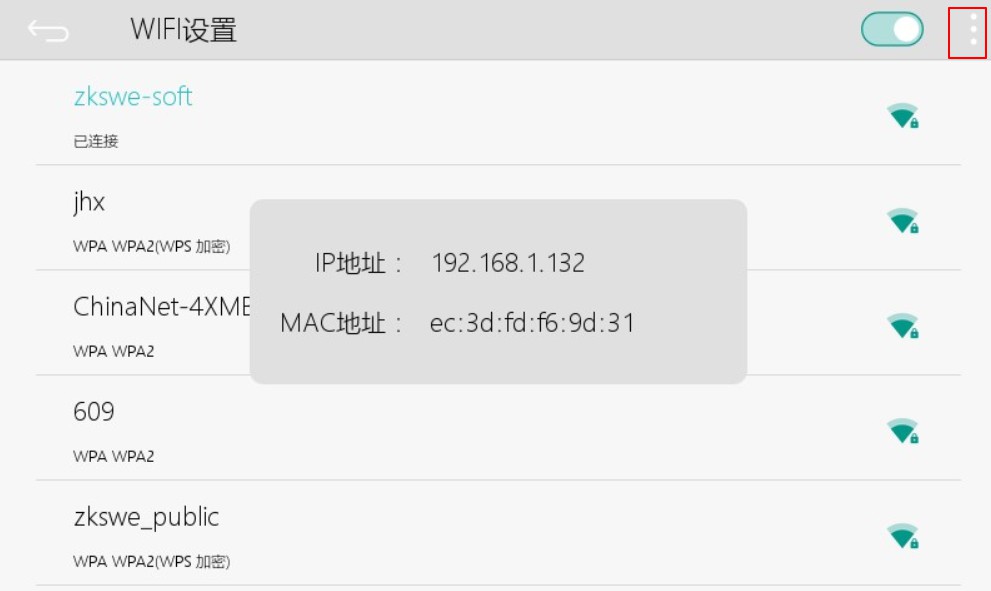 WIFI设置
zkswe-soft
已连接
jhx
WPA WPA2(WPS 加密)
IP地址： 192.168.1.132
MAC地址： ec:3d:fd:f6:9d:31
ChinaNet-4XME
WPA WPA2
609
WPA WPA2
zkswe_public
WPA WPA2(WPS 加密)